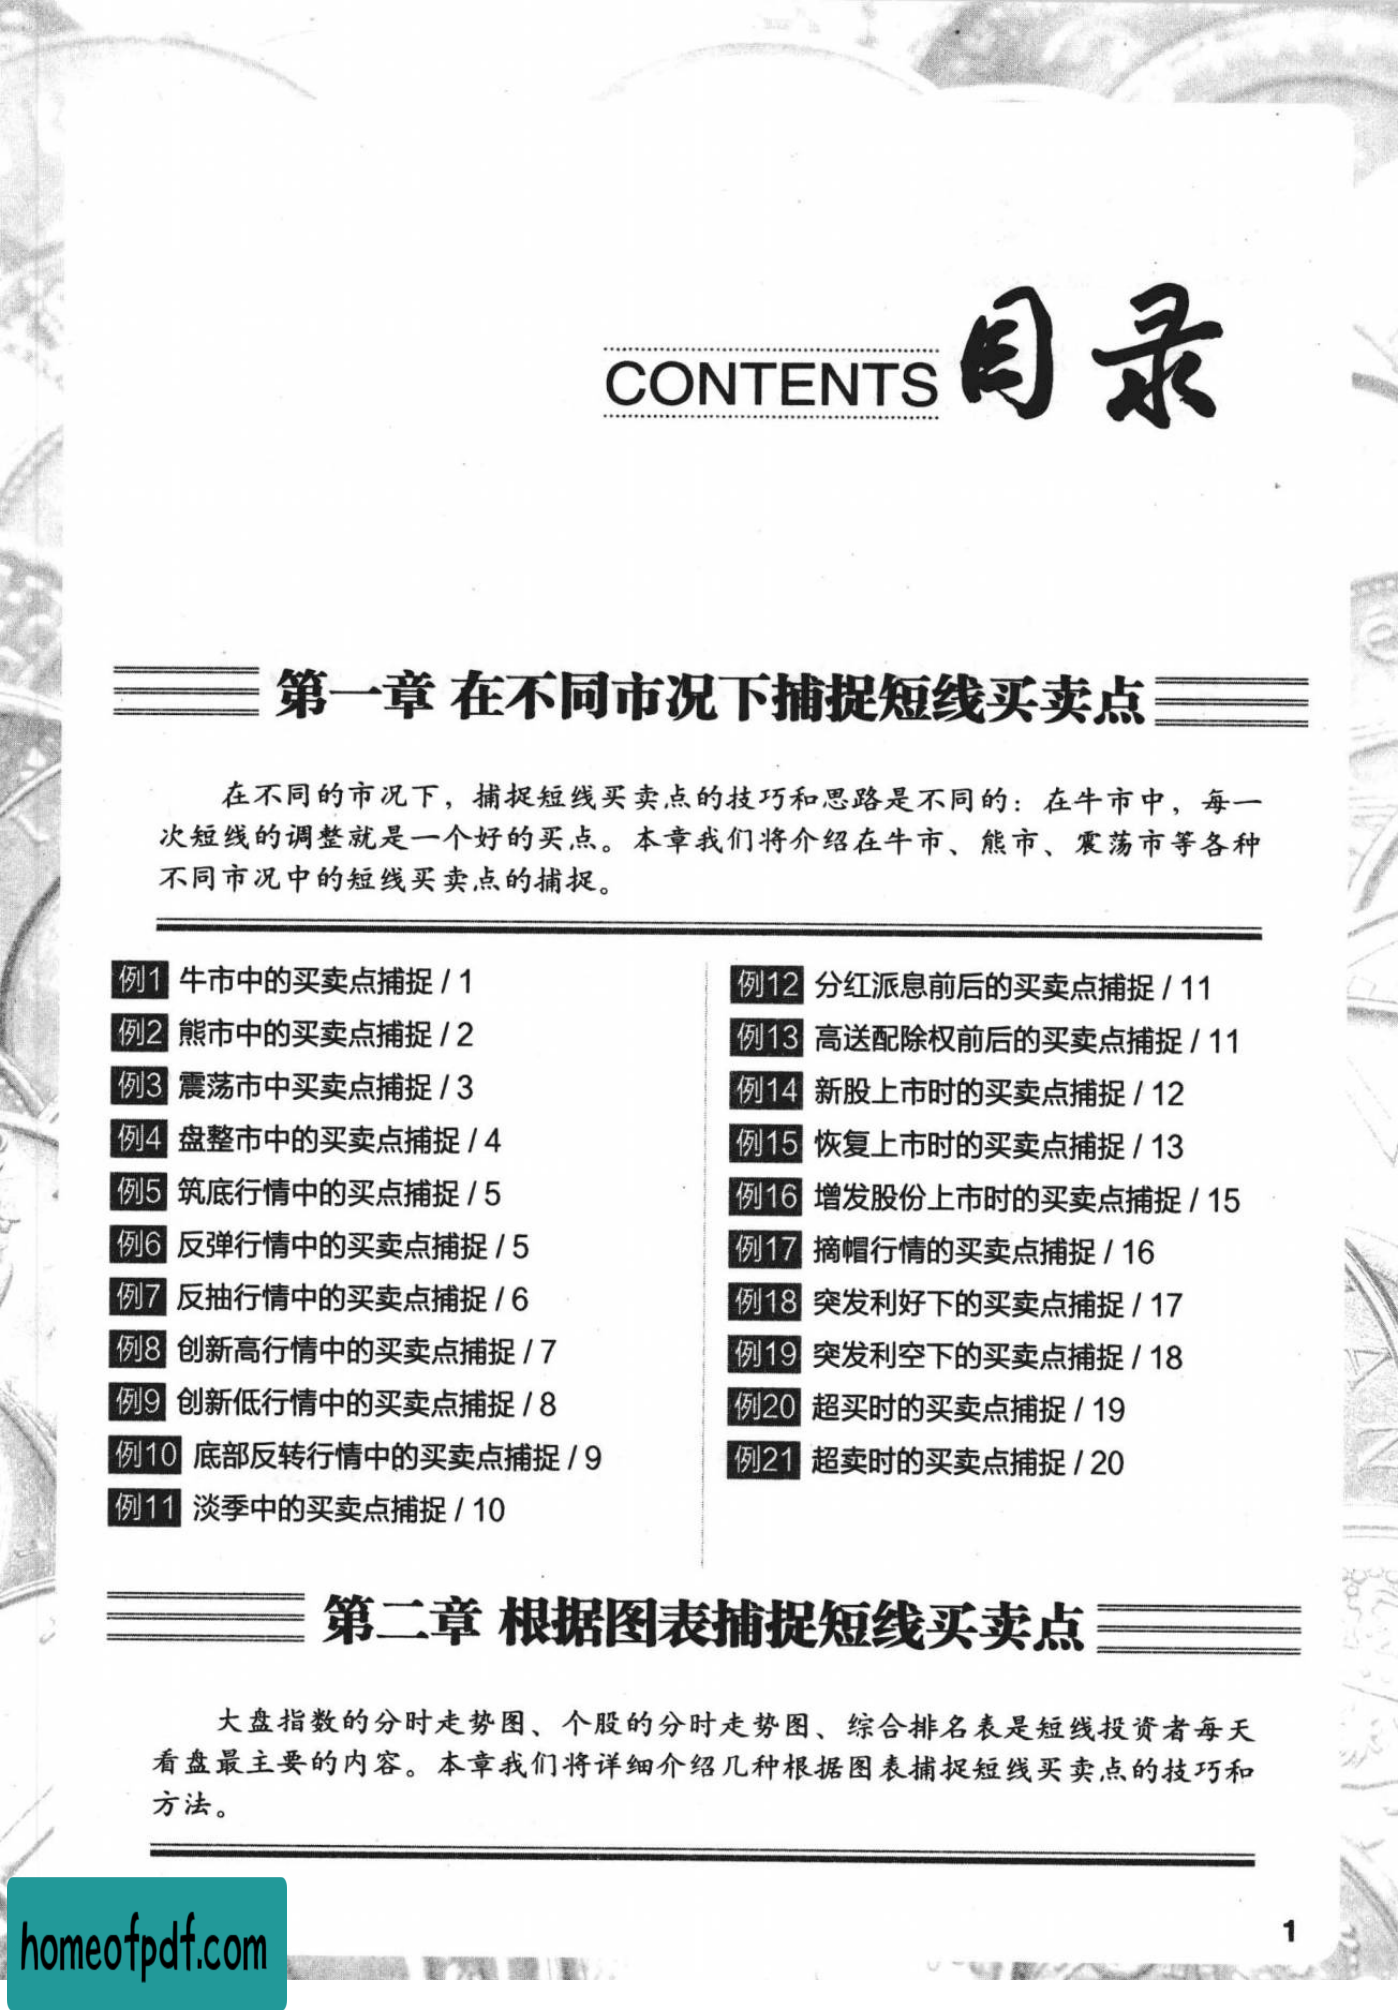 CONTENTS 目录
第一章 在不同市况下捕捉短线买卖点
在不同的市况下，捕捉短线买卖点的技巧和思路是不同的：在牛市中，每一
次短线的调整就是一个好的买点。本章我们将介绍在牛市、熊市、震荡市等各种
不同市况中的短线买卖点的捕捉。
例1 牛市中的买卖点捕捉 / 1
例2 熊市中的买卖点捕捉 / 2
例3 震荡市中买卖点捕捉 / 3
例4 盘整市中的买卖点捕捉 / 4
例5 筑底行情中的买点捕捉 / 5
例6 反弹行情中的买卖点捕捉 / 5
例7 反抽行情中的买卖点捕捉 / 6
例8 创新高行情中的买卖点捕捉 / 7
例9 创新低行情中的买卖点捕捉 / 8
例10 底部反转行情中的买卖点捕捉 / 9
例11 淡季中的买卖点捕捉 / 10
例12 分红派息前后的买卖点捕捉 / 11
例13 高送配除权前后的买卖点捕捉 / 11
例14 新股上市时的买卖点捕捉 / 12
例15 恢复上市时的买卖点捕捉 / 13
例16 增发股份上市时的买卖点捕捉 / 15
例17 摘帽行情的买卖点捕捉 / 16
例18 突发利好下的买卖点捕捉 / 17
例19 突发利空下的买卖点捕捉 / 18
例20 超买时的买卖点捕捉 / 19
例21 超卖时的买卖点捕捉 / 20
第二章 根据图表捕捉短线买卖点
大盘指数的分时走势图、个股的分时走势图、综合排名表是短线投资者每天
看盘最主要的内容。本章我们将详细介绍几种根据图表捕捉短线买卖点的技巧和
方法。
1
homeofpdf.com